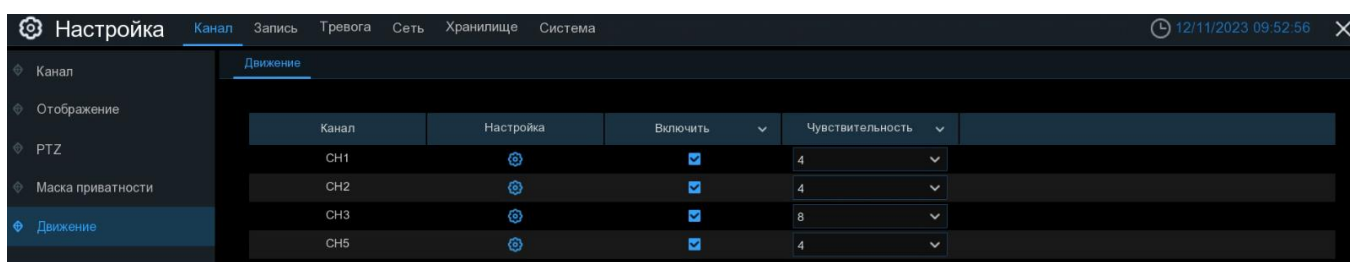 Настройка Канал Запись Тревога Сеть Хранилище Система 12/11/2023 09:52:56
Движение
Канал
Отображение
PTZ
Маска приватности
Движение
Канал Настройка Включить Чувствительность
CH1 4
CH2 4
CH3 8
CH5 4